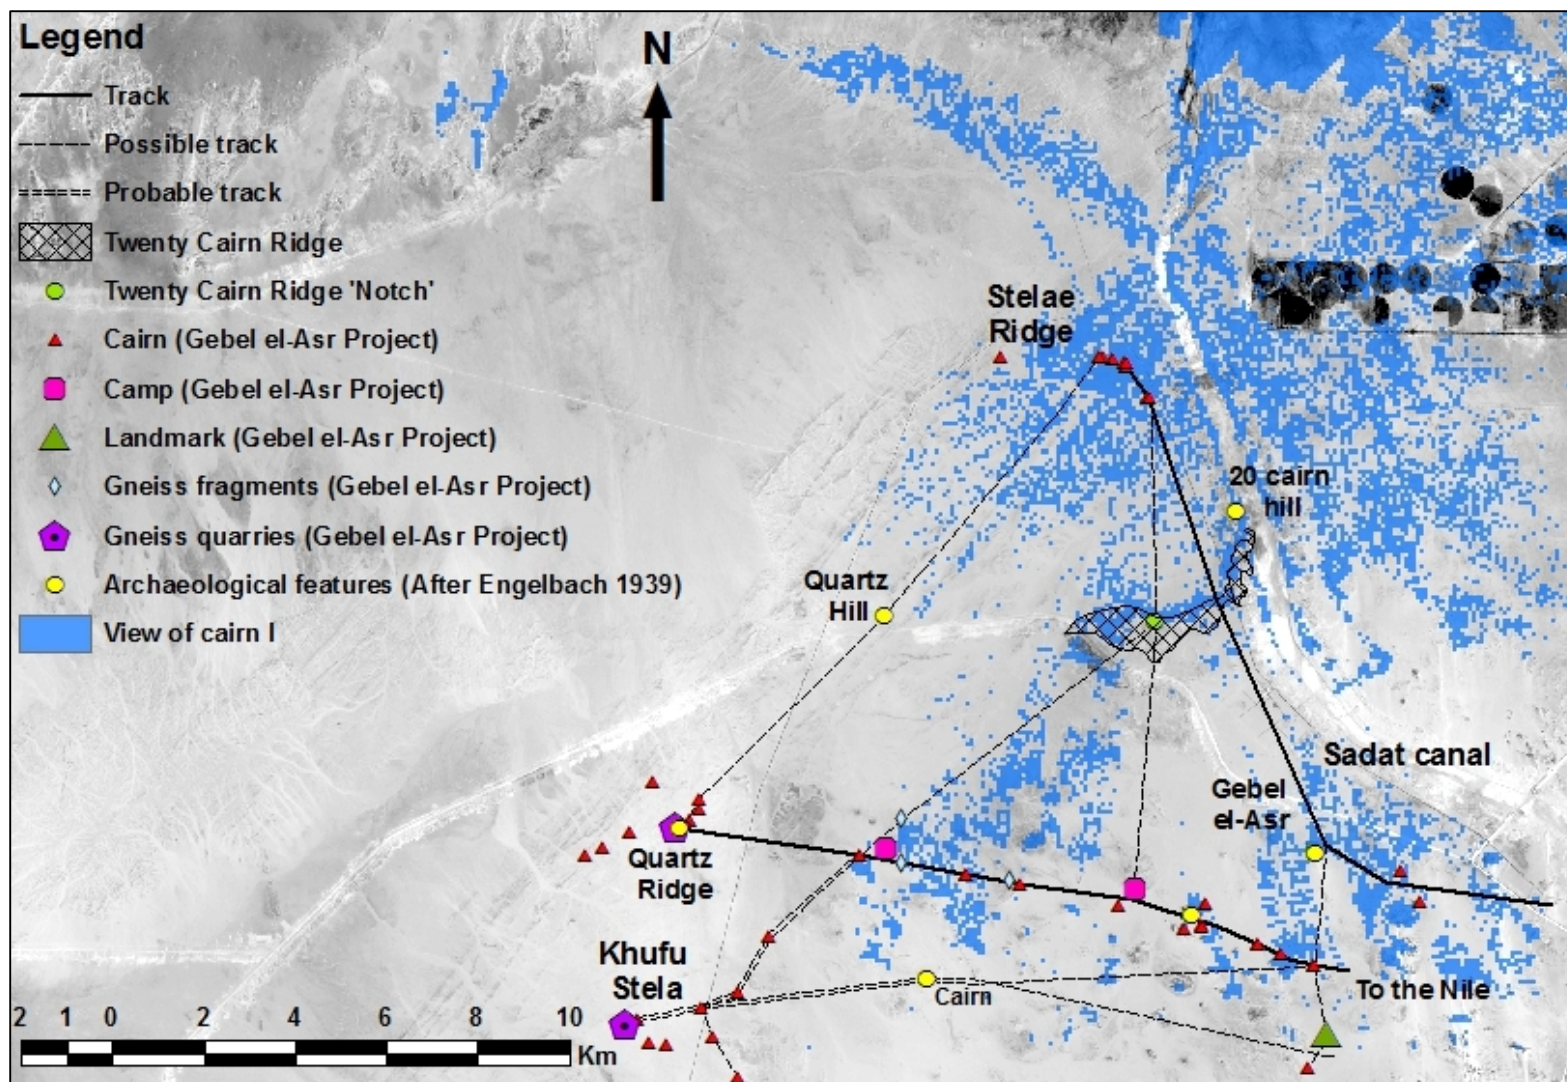 Legend
Track
Possible track
Probable track
Twenty Cairn Ridge
Twenty Cairn Ridge 'Notch'
Cairn (Gebel el-Asr Project)
Camp (Gebel el-Asr Project)
Landmark (Gebel el-Asr Project)
Gneiss fragments (Gebel el-Asr Project)
Gneiss quarries (Gebel el-Asr Project)
Archaeological features (After Engelbach 1939)
View of cairn I
N
Stelae
Ridge
20 cairn
hill
Quartz
Hill
Sadat canal
Gebel
el-Asr
Quartz
Ridge
Khufu
Stela
Cairn
To the Nile
2 1 0 2 4 6 8 10
Km